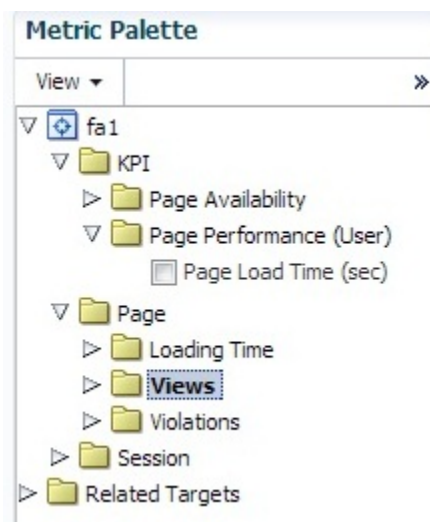 Metric Palette
View
fa1
KPI
Page Availability
Page Performance (User)
Page Load Time (sec)
Page
Loading Time
Views
Violations
Session
Related Targets